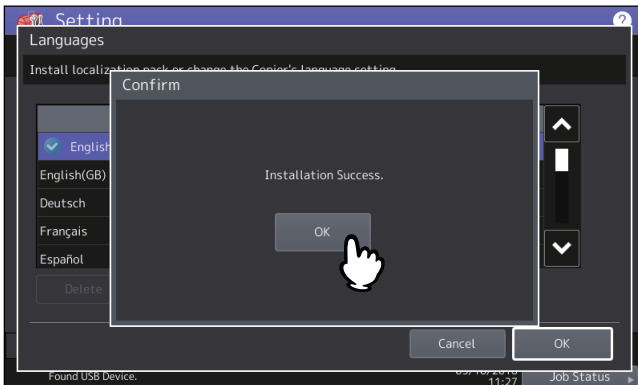 Setting
?
Languages
Install localization pack or change the Copier's language setting
Confirm
English
English(GB)
Installation Success.
Deutsch
Français
OK
Español
Delete
Cancel
OK
Found USB Device.
11:27
Job Status